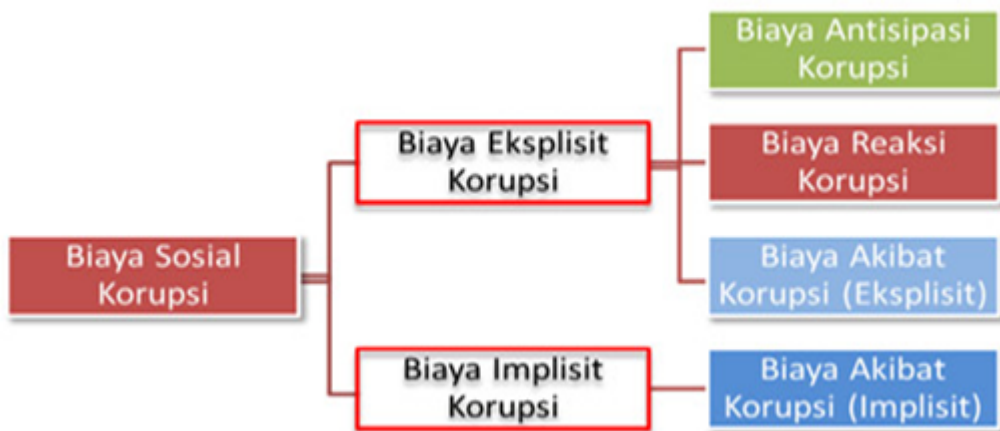 Biaya Sosial
Korupsi
Biaya Eksplisit
Korupsi
Biaya Antisipasi
Korupsi
Biaya Reaksi
Korupsi
Biaya Akibat
Korupsi (Eksplisit)
Biaya Implisit
Korupsi
Biaya Akibat
Korupsi (Implisit)